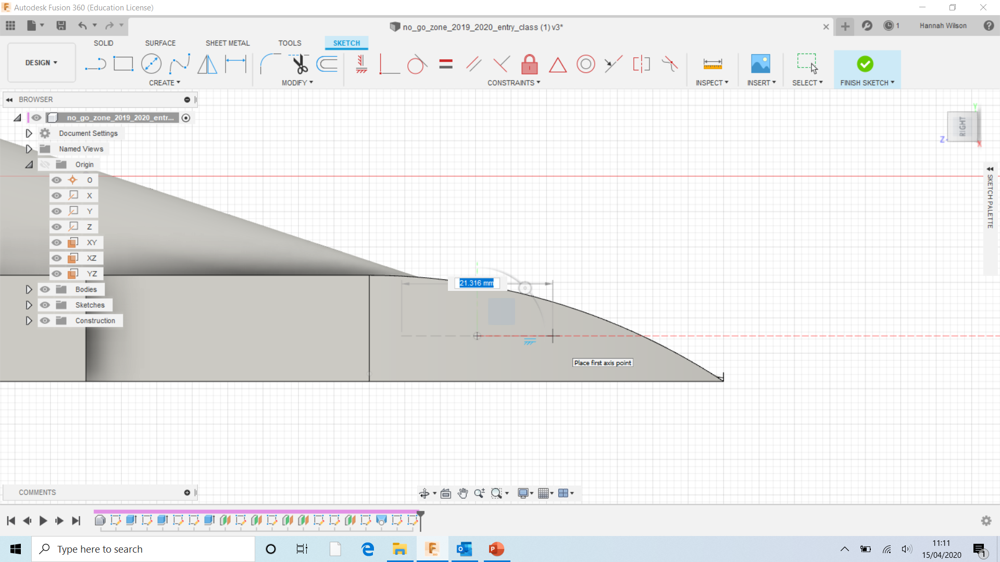 Autodesk Fusion 360 (Education License)
no_go_zone_2019_2020_entry_class (1) v3*
1
Hannah Wilson
DESIGN
SOLID
SURFACE
SHEET METAL
TOOLS
SKETCH
CREATE
MODIFY
CONSTRAINTS
INSPECT
INSERT
SELECT
FINISH SKETCH
BROWSER
no_go_zone_2019_2020_entr...
Document Settings
Named Views
Origin
O
X
Y
Z
XY
XZ
YZ
Bodies
Sketches
Construction
Y
RIGHT
Z
X
SKETCH PALETTE
21.316 mm
Place first axis point
COMMENTS
Type here to search
11:11
15/04/2020
1